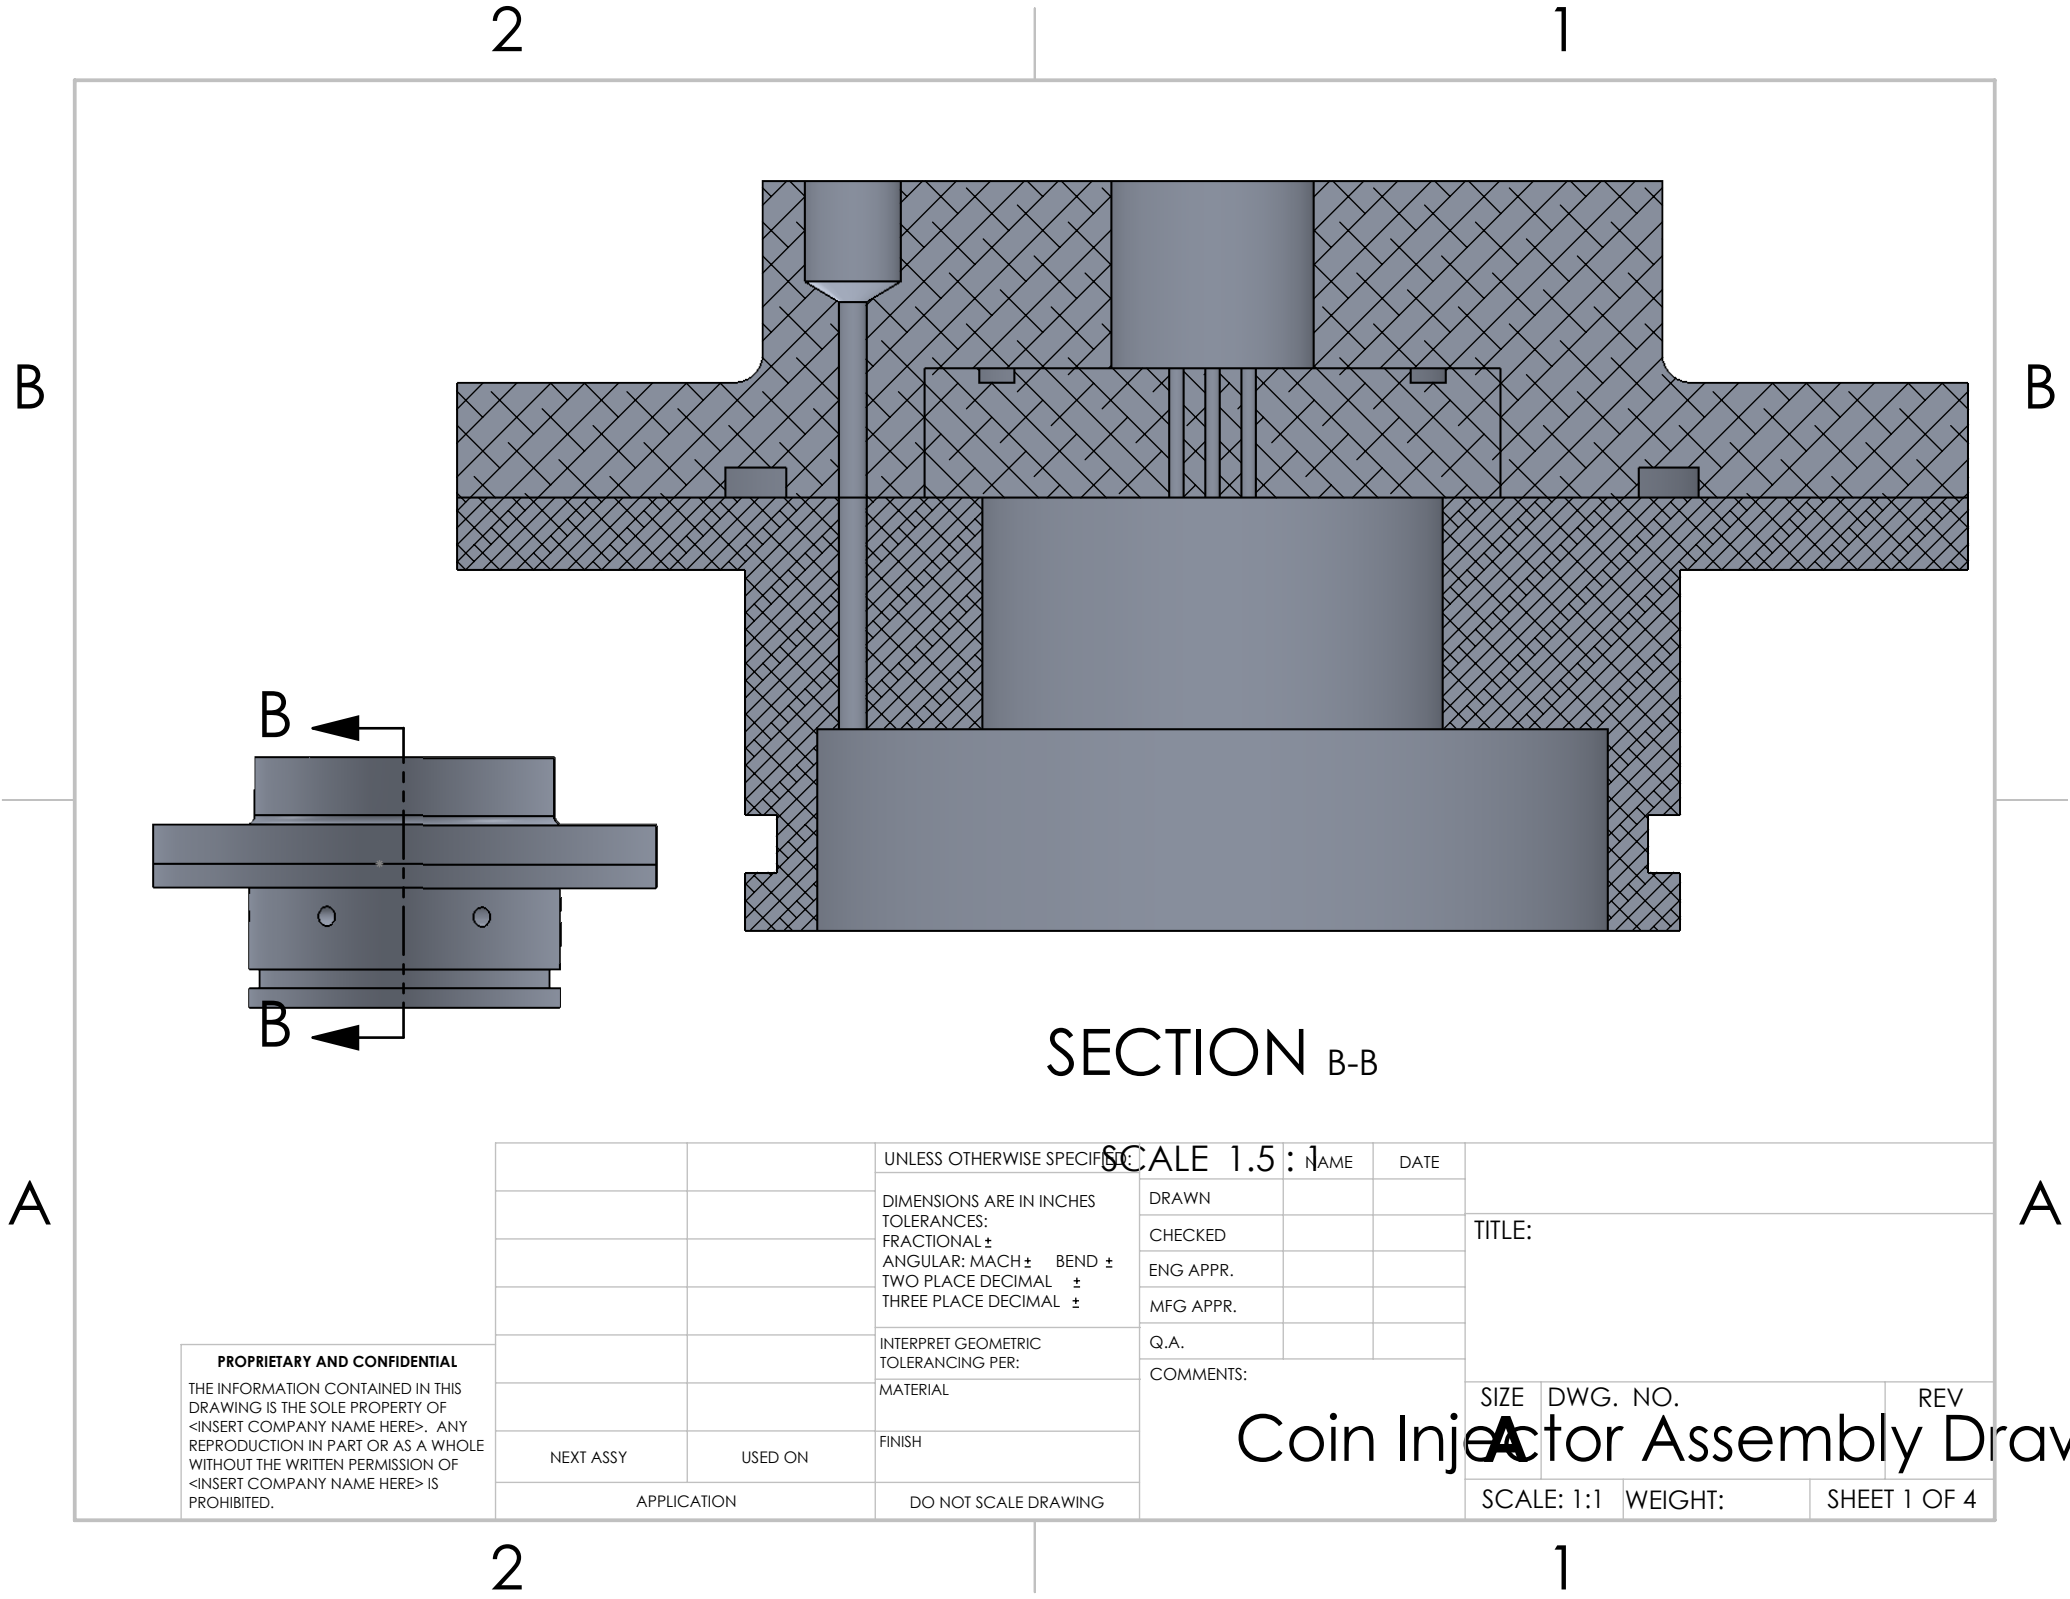 2
1
B
B
B
B
SECTION B-B
SCALE 1.5 : 1
A
A
UNLESS OTHERWISE SPECIFIED:
NAME
DATE
DIMENSIONS ARE IN INCHES
TOLERANCES:
FRACTIONAL ±
ANGULAR: MACH ± BEND ±
TWO PLACE DECIMAL ±
THREE PLACE DECIMAL ±
INTERPRET GEOMETRIC
TOLERANCING PER:
MATERIAL
FINISH
DO NOT SCALE DRAWING
DRAWN
CHECKED
ENG APPR.
MFG APPR.
Q.A.
COMMENTS:
TITLE:
SIZE
DWG. NO.
REV
A
Coin Injector Assembly Draw
SCALE: 1:1
WEIGHT:
SHEET 1 OF 4
PROPRIETARY AND CONFIDENTIAL
THE INFORMATION CONTAINED IN THIS
DRAWING IS THE SOLE PROPERTY OF
<INSERT COMPANY NAME HERE>. ANY
REPRODUCTION IN PART OR AS A WHOLE
WITHOUT THE WRITTEN PERMISSION OF
<INSERT COMPANY NAME HERE> IS
PROHIBITED.
NEXT ASSY
USED ON
APPLICATION
2
1